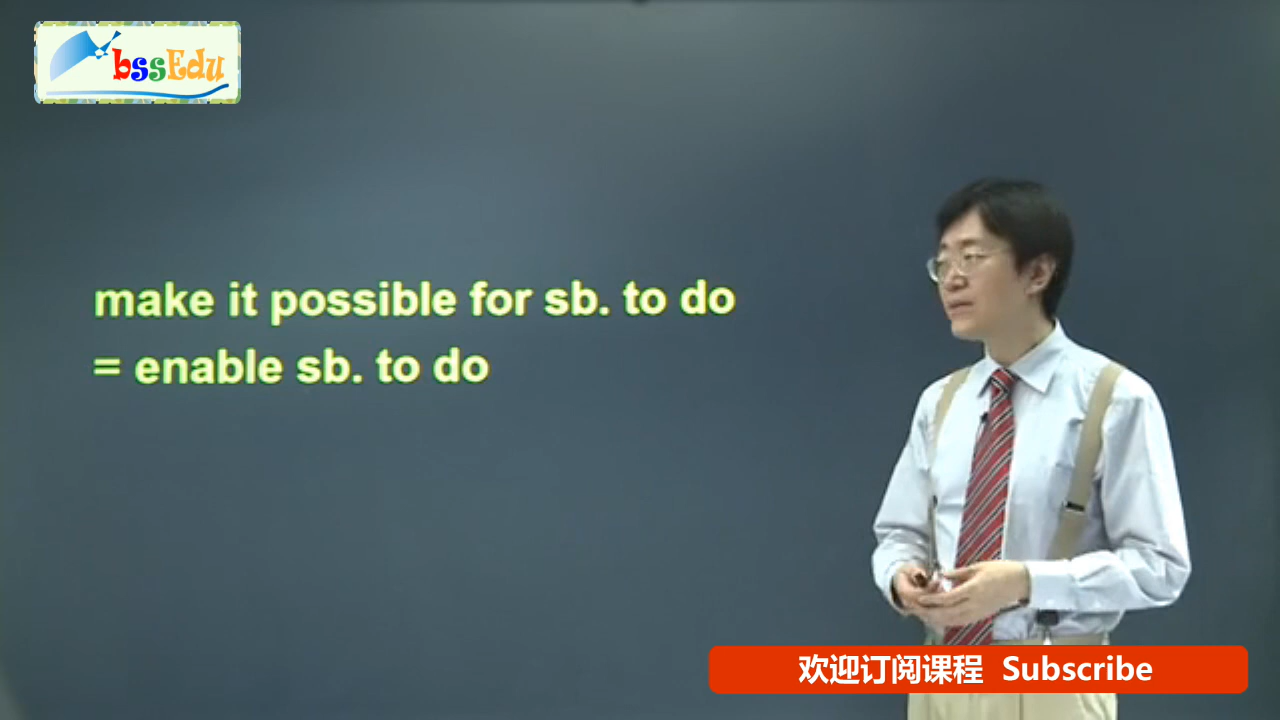 bssEdu
make it possible for sb. to do
= enable sb. to do
欢迎订阅课程 Subscribe